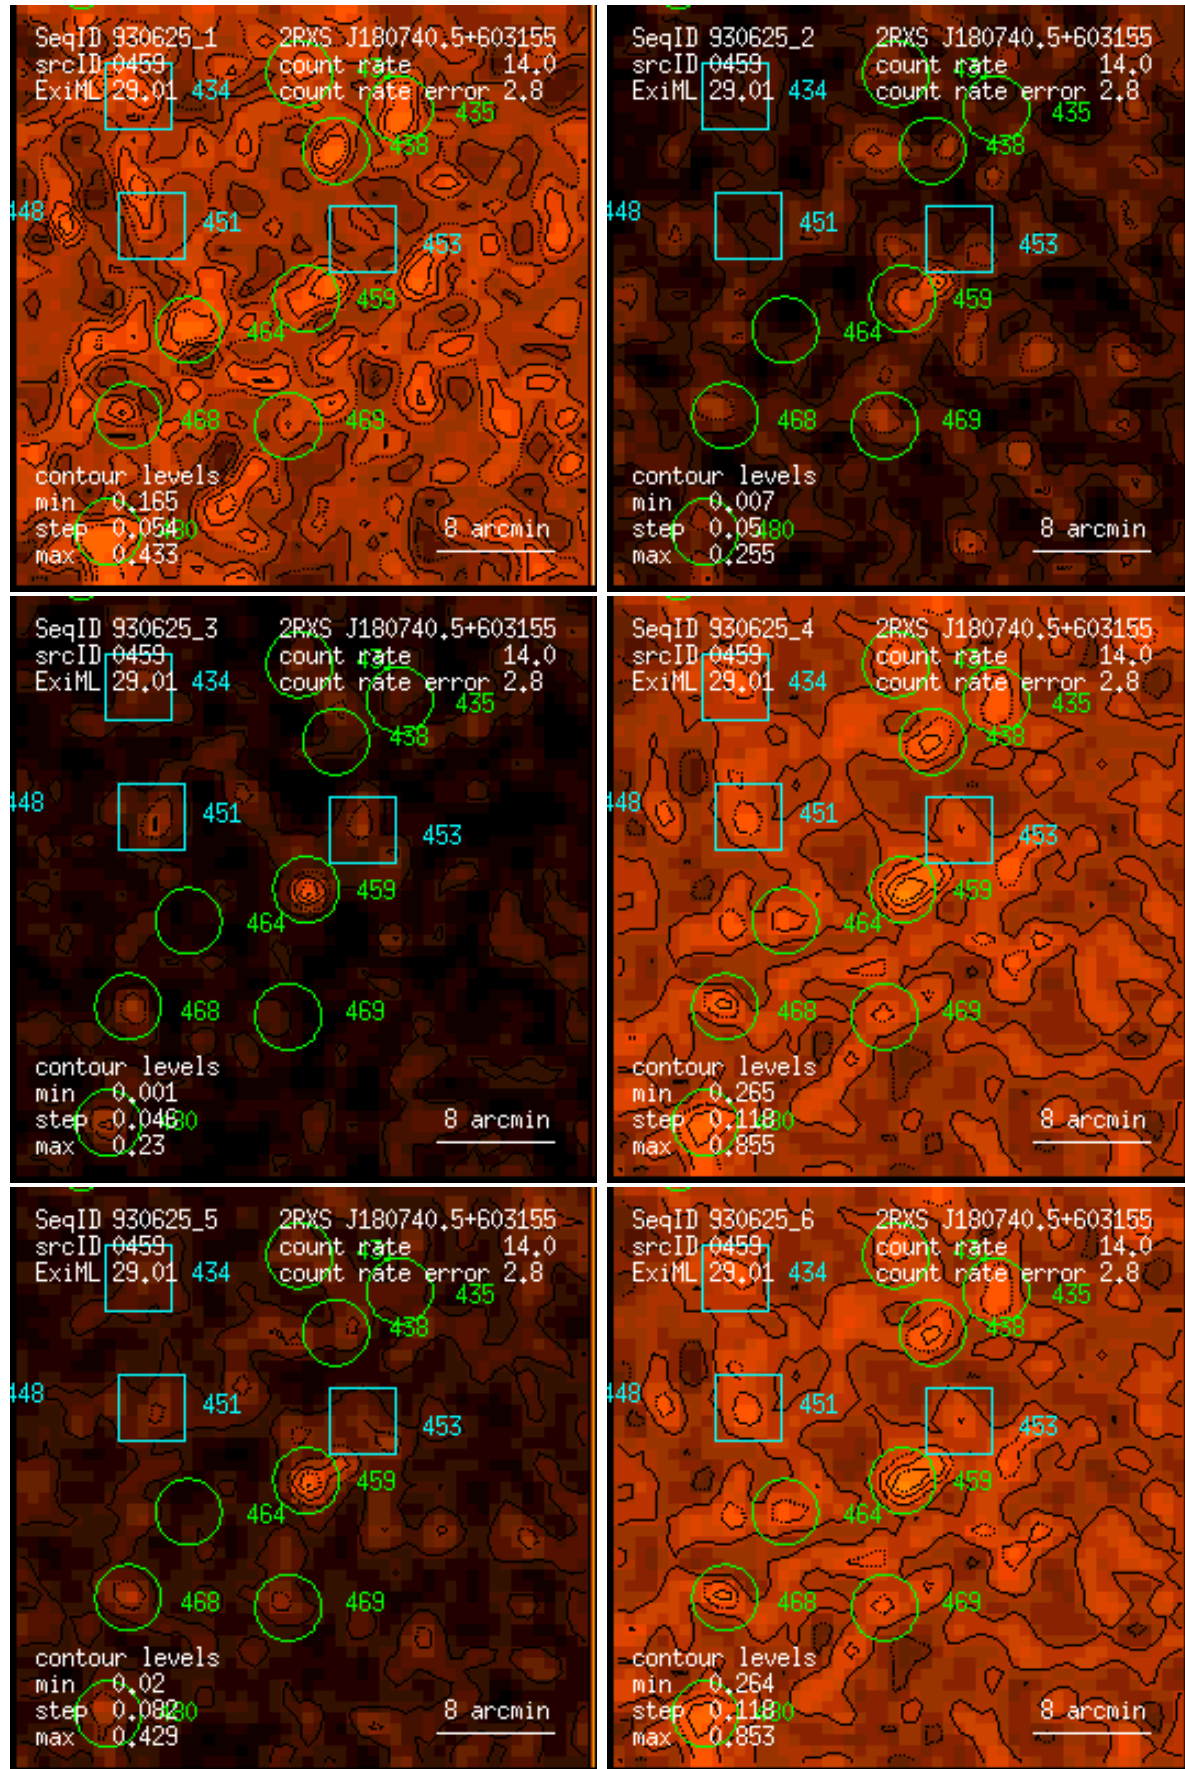 SeqID 930625_1 2RXS J180740.5+603155
srcID 0459 count rate 14.0
ExiML 29.01 434 count rate error 2.8
435
438
448 451
453
459
464
468 469
contour levels
min 0.165
step 0.054 480 8 arcmin
max 0.433
SeqID 930625_2 2RXS J180740.5+603155
srcID 0459 count rate 14.0
ExiML 29.01 434 count rate error 2.8
435
438
448 451
453
459
464
468 469
contour levels
min 0.007
step 0.05 480 8 arcmin
max 0.255
SeqID 930625_3 2RXS J180740.5+603155
srcID 0459 count rate 14.0
ExiML 29.01 434 count rate error 2.8
435
438
448 451
453
459
464
468 469
contour levels
min 0.001
step 0.046 480 8 arcmin
max 0.23
SeqID 930625_4 2RXS J180740.5+603155
srcID 0459 count rate 14.0
ExiML 29.01 434 count rate error 2.8
435
438
448 451
453
459
464
468 469
contour levels
min 0.265
step 0.118 480 8 arcmin
max 0.855
SeqID 930625_5 2RXS J180740.5+603155
srcID 0459 count rate 14.0
ExiML 29.01 434 count rate error 2.8
435
438
448 451
453
459
464
468 469
contour levels
min 0.02
step 0.082 480 8 arcmin
max 0.429
SeqID 930625_6 2RXS J180740.5+603155
srcID 0459 count rate 14.0
ExiML 29.01 434 count rate error 2.8
435
438
448 451
453
459
464
468 469
contour levels
min 0.264
step 0.118 480 8 arcmin
max 0.853